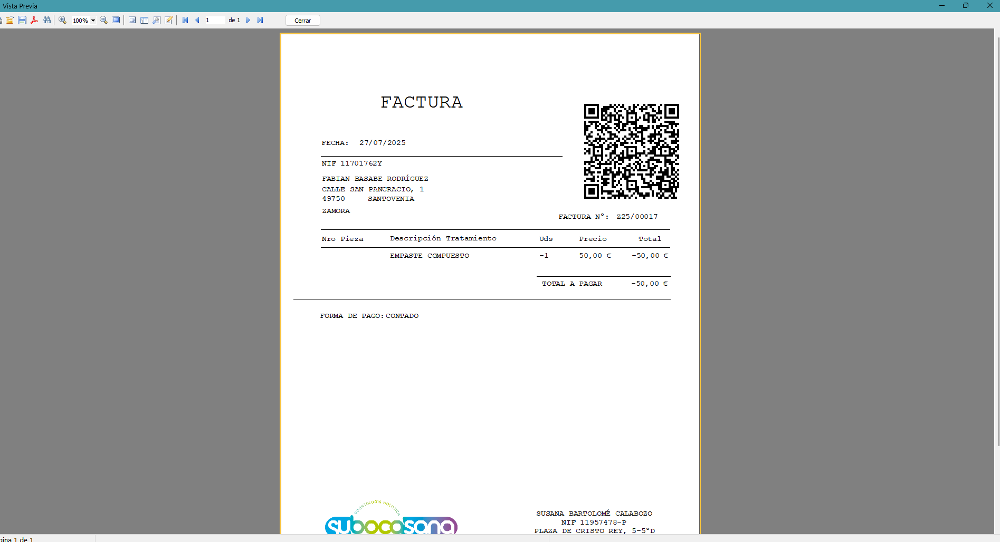 Vista Previa
100%
1
de 1
Cerrar
FACTURA
FECHA: 27/07/2025
NIF 11701762Y
FABIAN BASABE RODRÍGUEZ
CALLE SAN PANCRACIO, 1
49750 SANTOVENIA
ZAMORA
FACTURA Nº: Z25/00017
Nro Pieza Descripción Tratamiento Uds Precio Total
EMPASTE COMPUESTO -1 50,00 € -50,00 €
TOTAL A PAGAR -50,00 €
FORMA DE PAGO: CONTADO
ODONTOLOGIA HOLISTICA
subocasana
SUSANA BARTOLOMÉ CALABOZO
NIF 11957478-P
PLAZA DE CRISTO REY, 5-5ºD
gina 1 de 1